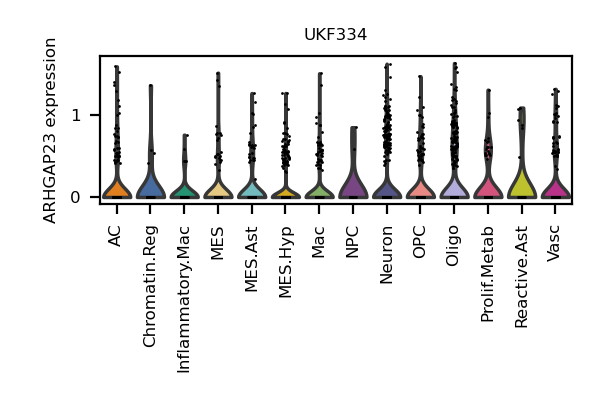 UKF334
ARHGAP23 expression
1
0
AC
Chromatin.Reg
Inflammatory.Mac
MES
MES.Ast
MES.Hyp
Mac
NPC
Neuron
OPC
Oligo
Prolif.Metab
Reactive.Ast
Vasc